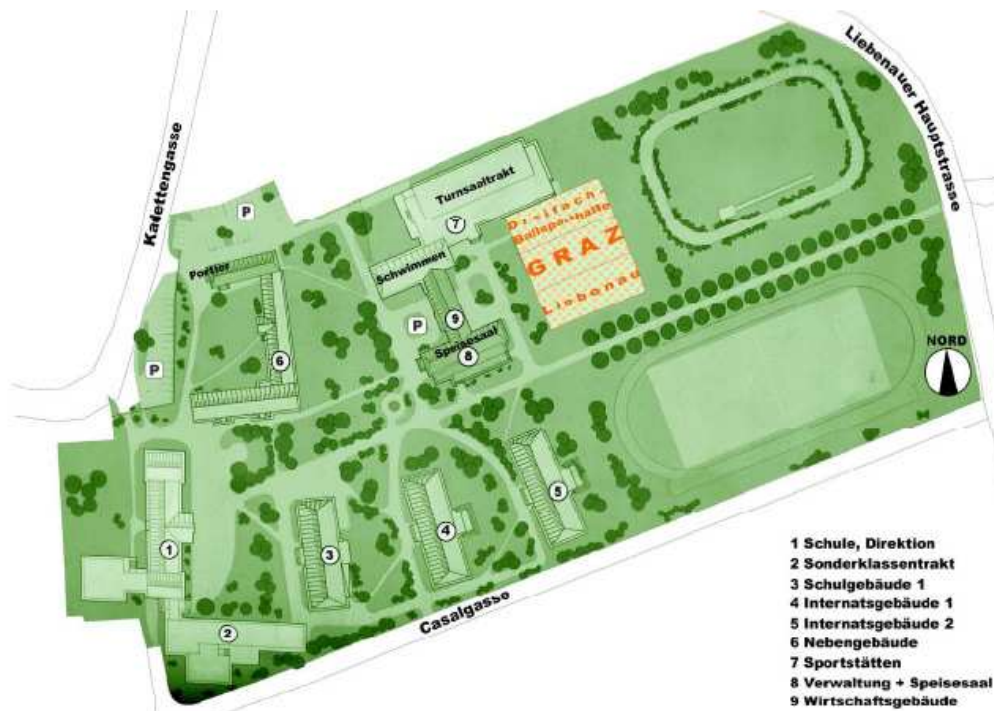 Liebenauer Hauptstrasse
Kadettengasse
Turnsaaltrakt
P
7
Dreifach
Ballsporthalle
GRAZ
Liebenau
Portier
Schwimmen
9
P
Speisesaal
8
NORD
6
P
5
4
3
1
2
Casalgasse
1 Schule, Direktion
2 Sonderklassentrakt
3 Schulgebäude 1
4 Internatsgebäude 1
5 Internatsgebäude 2
6 Nebengebäude
7 Sportstätten
8 Verwaltung + Speisesaal
9 Wirtschaftsgebäude